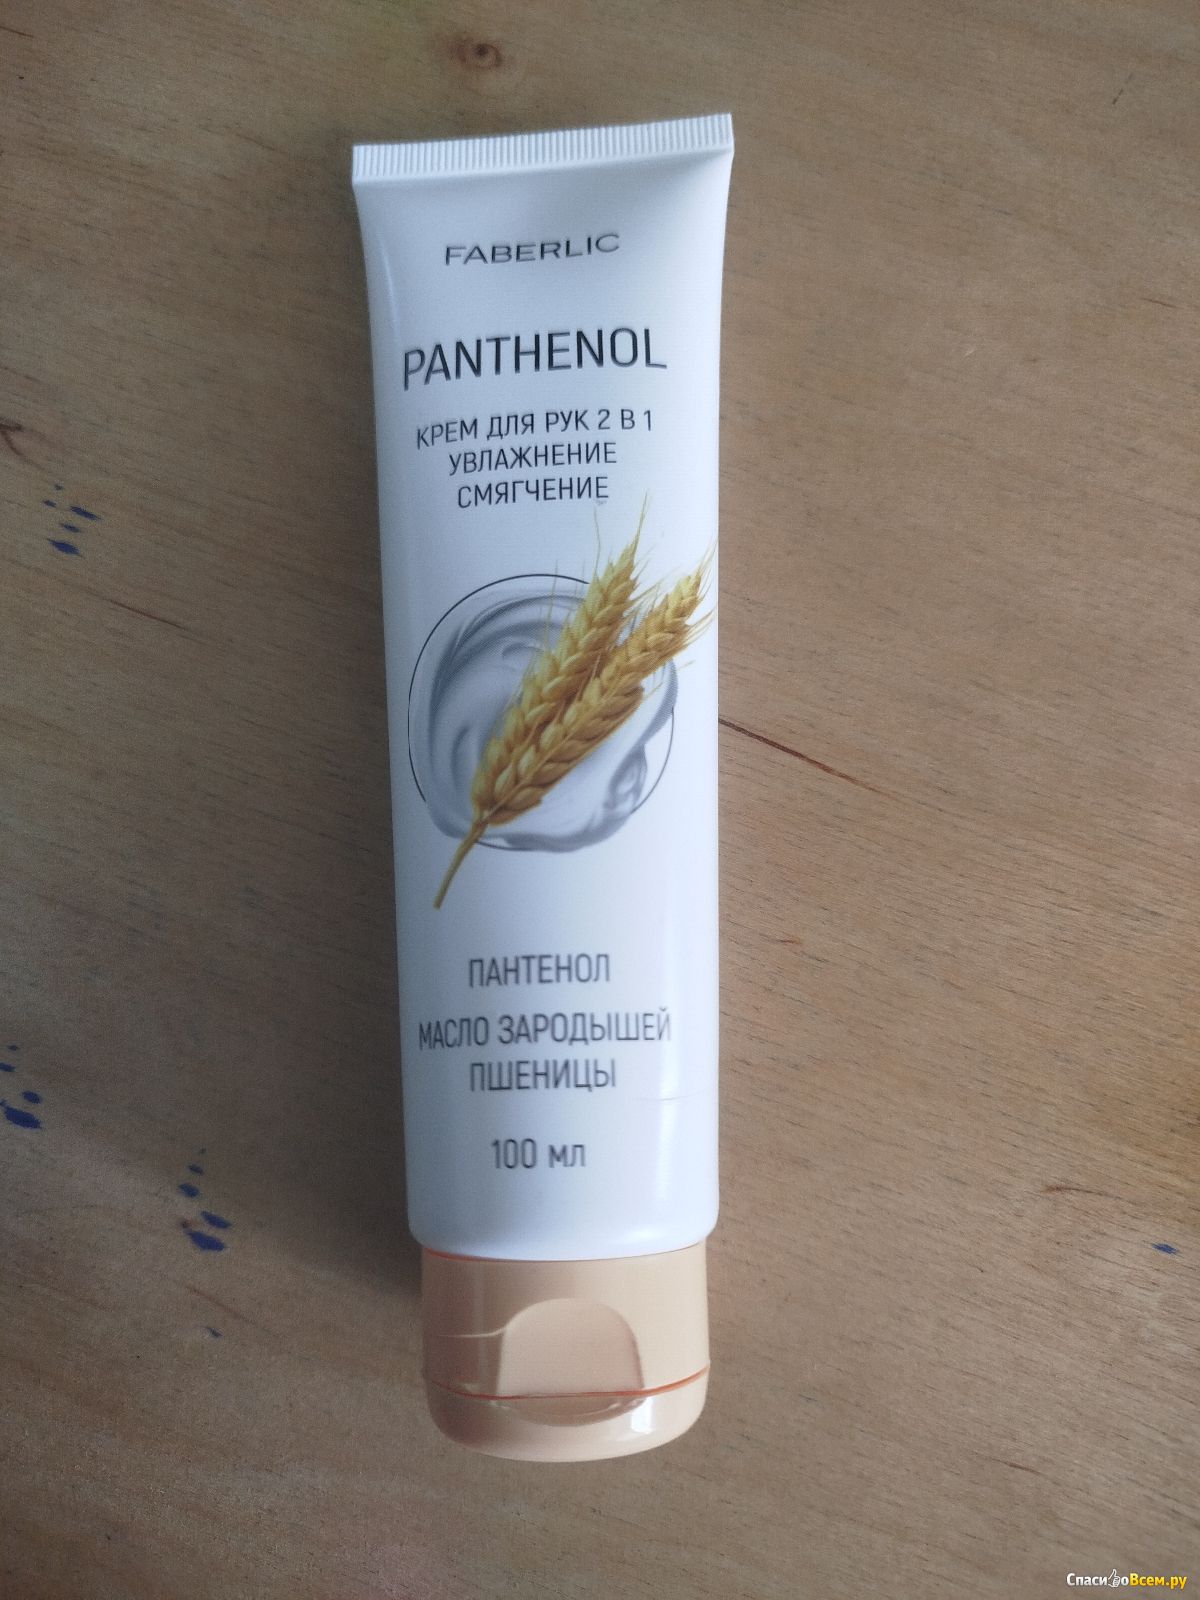 FABERLIC
PANTHENOL
КРЕМ ДЛЯ РУК 2 В 1
УВЛАЖНЕНИЕ
СМЯГЧЕНИЕ
ПАНТЕНОЛ
МАСЛО ЗАРОДЫШЕЙ
ПШЕНИЦЫ
100 мл
СпасибоВсем.ру